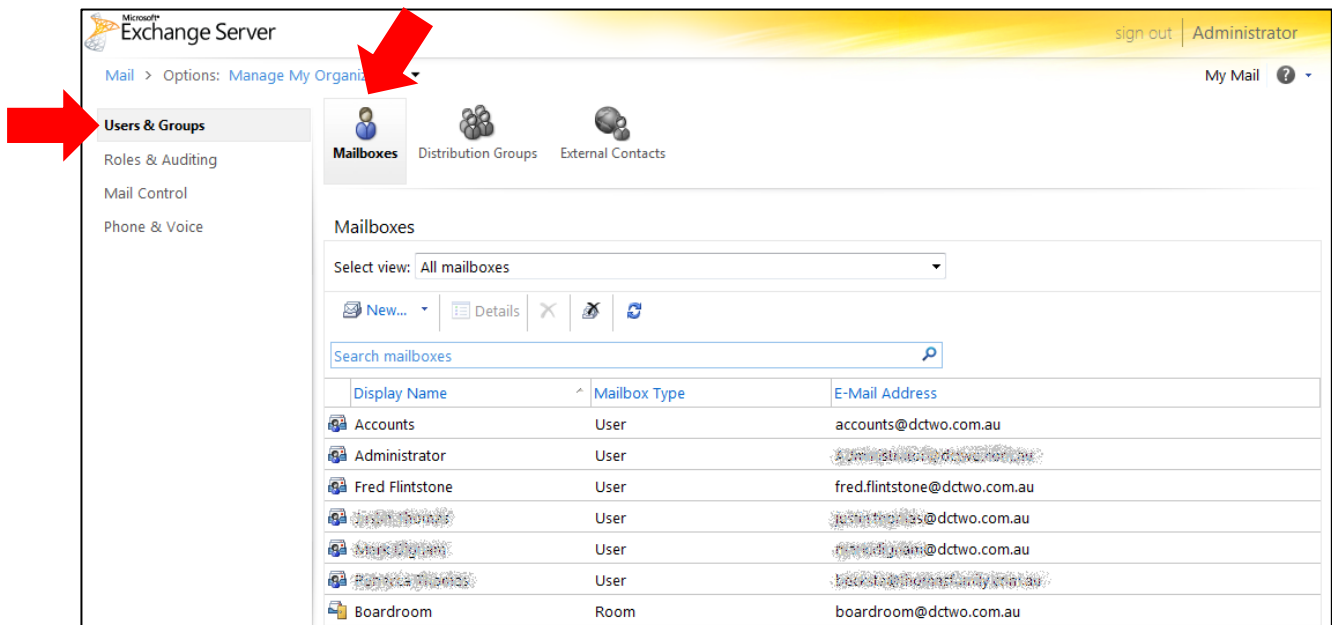 Microsoft®
Exchange Server
sign out Administrator
Mail > Options: Manage My
My Mail
Users & Groups
Roles & Auditing
Mail Control
Phone & Voice
Mailboxes Distribution Groups External Contacts
Mailboxes
Select view: All mailboxes
New... Details
Search mailboxes
Display Name Mailbox Type E-Mail Address
Accounts User accounts@dctwo.com.au
Administrator User
Fred Flintstone User fred.flintstone@dctwo.com.au
User @dctwo.com.au
User @dctwo.com.au
User
Boardroom Room boardroom@dctwo.com.au